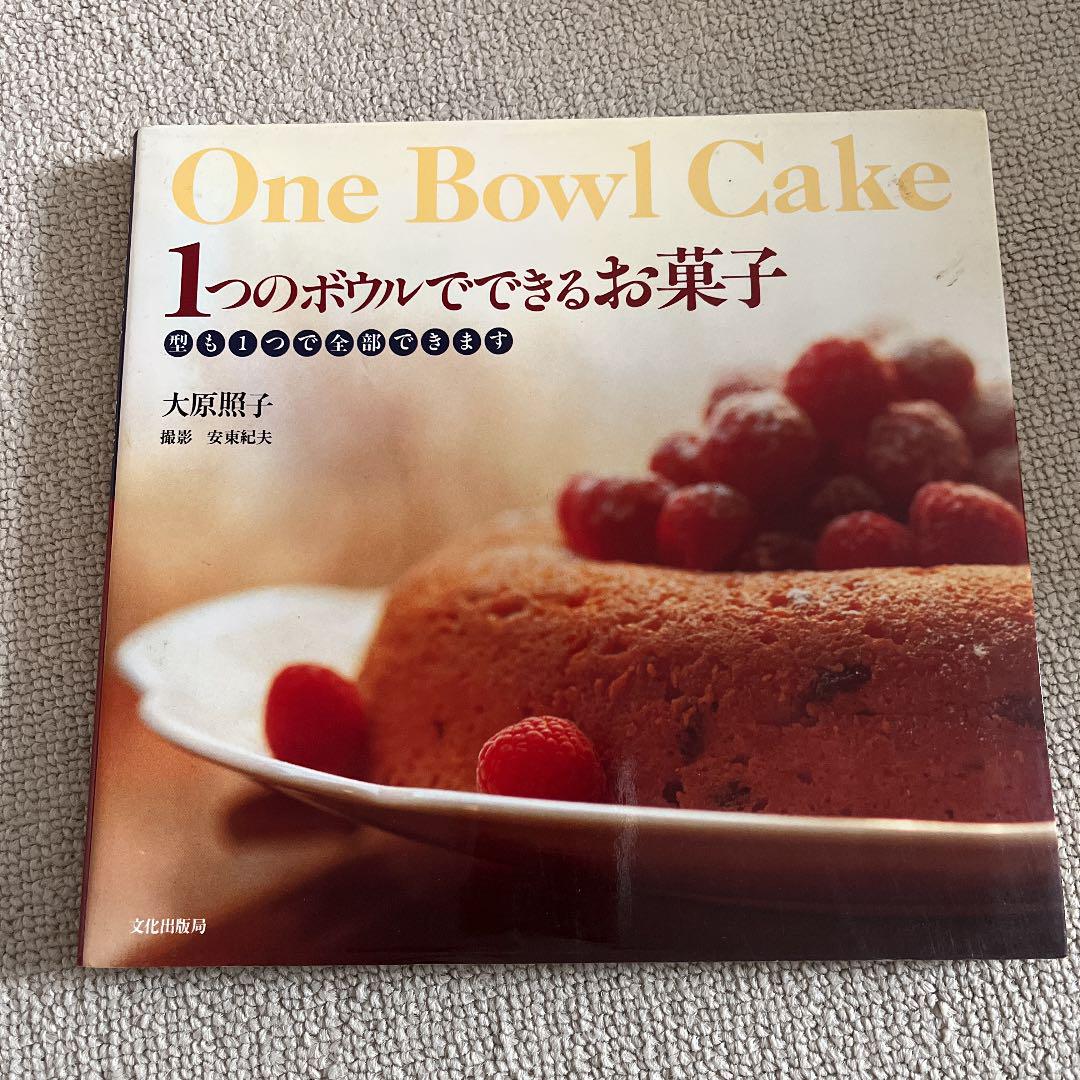 One Bowl Cake
1つのボウルでできるお菓子
型も1つで全部できます
大原照子
撮影 安東紀夫
文化出版局